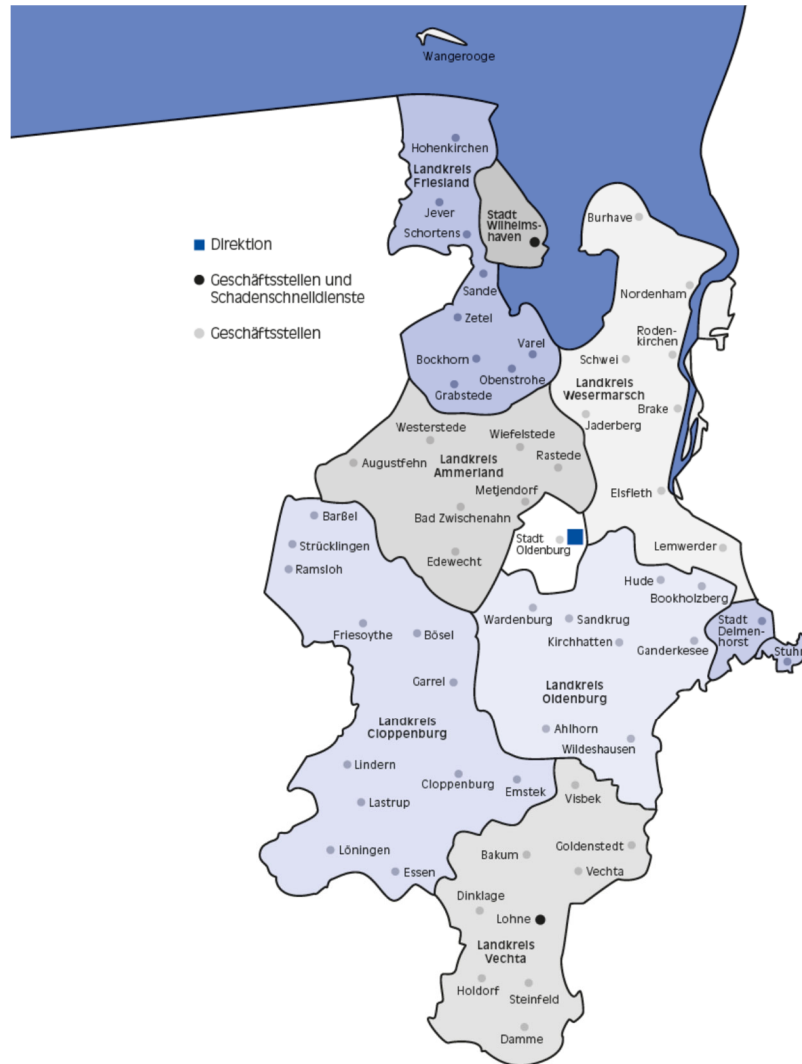 Wangerooge
Hohenkirchen
Landkreis
Friesland
Jever
Schortens
Stadt
Wilhelms-
haven
Burhave
Direktion
Geschäftsstellen und
Schadenschnelldienste
Geschäftsstellen
Sande
Zetel
Nordenham
Varel
Roden-
kirchen
Bockhorn
Obenstrohe
Schwei
Grabstede
Landkreis
Wesermarsch
Brake
Jaderberg
Westerstede
Wiefelstede
Augustfehn
Landkreis
Ammerland
Rastede
Metjendorf
Elsfleth
Bad Zwischenahn
Barßel
Strücklingen
Ramsloh
Edewecht
Stadt
Oldenburg
Lemwerder
Hude
Bookholzberg
Wardenburg
Sandkrug
Stadt
Delmen-
horst
Friesoythe
Bösel
Kirchhatten
Ganderkesee
Stuhr
Garrel
Landkreis
Oldenburg
Landkreis
Cloppenburg
Ahlhorn
Wildeshausen
Lindern
Cloppenburg
Emstek
Visbek
Lastrup
Löningen
Essen
Bakum
Goldenstedt
Vechta
Dinklage
Lohne
Landkreis
Vechta
Holdorf
Steinfeld
Damme